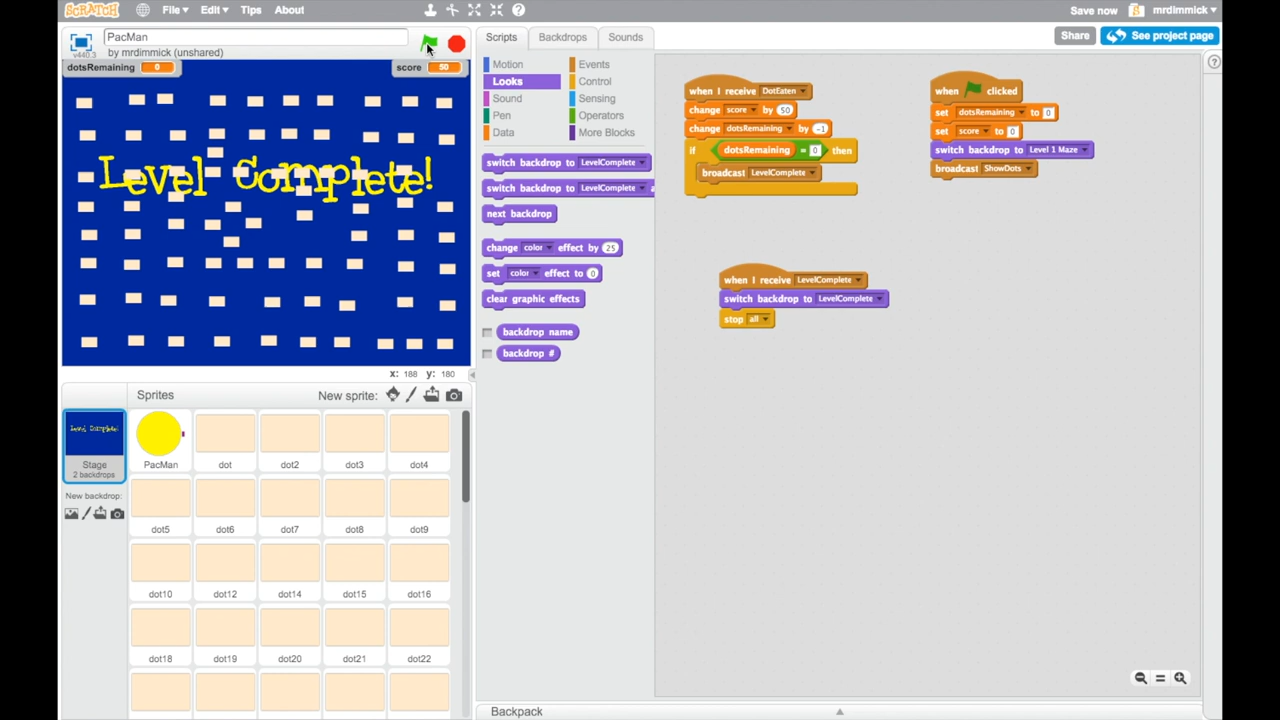 SCRATCH File▼ Edit▼ Tips About Save now mrdimmick▼
PacMan
by mrdimmick (unshared)
v440.3
Scripts Backdrops Sounds
Share See project page
dotsRemaining 0 score 50
Level Complete!
x: 188 y: 180
Motion Events
Looks Control
Sound Sensing
Pen Operators
Data More Blocks
switch backdrop to LevelComplete
switch backdrop to LevelComplete
next backdrop
change color effect by 25
set color effect to 0
clear graphic effects
backdrop name
backdrop #
when I receive DotEaten
change score by 50
change dotsRemaining by -1
if dotsRemaining = 0 then
broadcast LevelComplete
when clicked
set dotsRemaining to 0
set score to 0
switch backdrop to Level 1 Maze
broadcast ShowDots
when I receive LevelComplete
switch backdrop to LevelComplete
stop all
Sprites New sprite:
Level Complete!
Stage
2 backdrops
New backdrop:
PacMan dot dot2 dot3 dot4
dot5 dot6 dot7 dot8 dot9
dot10 dot12 dot14 dot15 dot16
dot18 dot19 dot20 dot21 dot22
Backpack